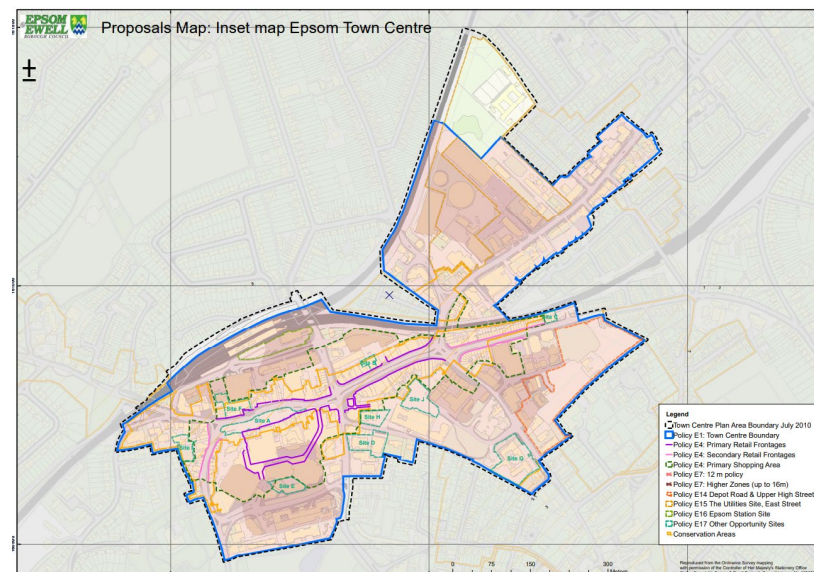 EPSOM
EWELL
BOROUGH COUNCIL
Proposals Map: Inset map Epsom Town Centre
±
Site B
Site F
Site A
Site J
Site H
Site D
Site G
Site E
Legend
Town Centre Plan Area Boundary July 2010
Policy E1: Town Centre Boundary
Policy E4: Primary Retail Frontages
Policy E4: Secondary Retail Frontages
Policy E4: Primary Shopping Area
Policy E7: 12 m policy
Policy E7: Higher Zones (up to 16m)
Policy E14 Depot Road & Upper High Street
Policy E15 The Utilities Site, East Street
Policy E16 Epsom Station Site
Policy E17 Other Opportunity Sites
Conservation Areas
0 75 150 300
Meters
Reproduced from the Ordnance Survey mapping
with permission of the Controller of Her Majesty's Stationery Office